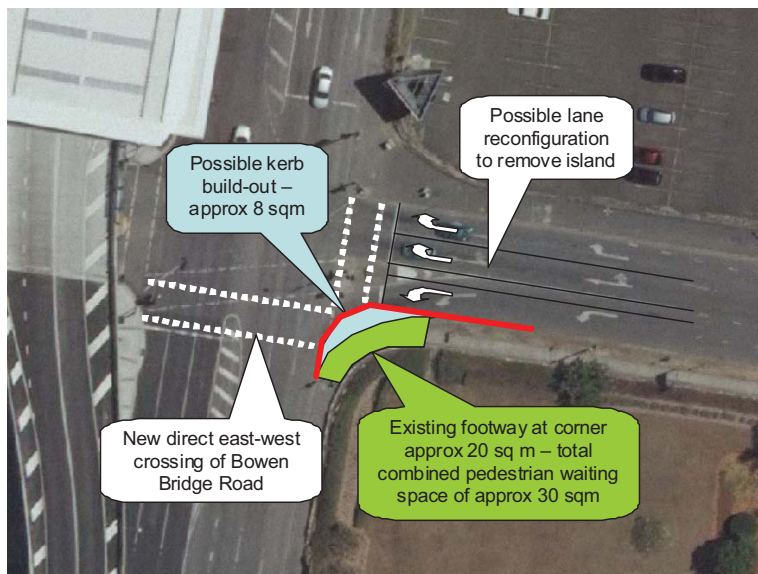 Possible lane
reconfiguration
to remove island
Possible kerb
build-out –
approx 8 sqm
New direct east-west
crossing of Bowen
Bridge Road
Existing footway at corner
approx 20 sq m – total
combined pedestrian waiting
space of approx 30 sqm